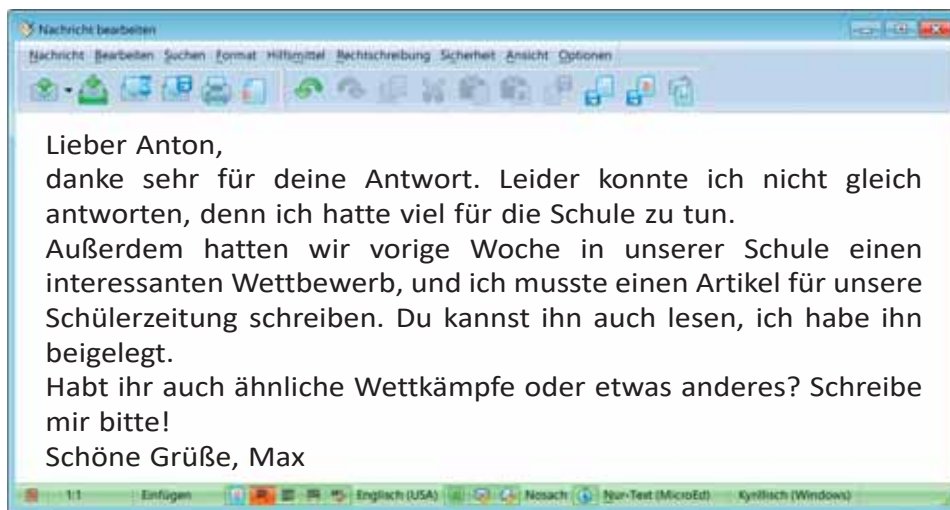 Nachricht bearbeiten
Nachricht Bearbeiten Suchen Format Hilfsmittel Rechtschreibung Sicherheit Ansicht Optionen
Lieber Anton,
danke sehr für deine Antwort. Leider konnte ich nicht gleich
antworten, denn ich hatte viel für die Schule zu tun.
Außerdem hatten wir vorige Woche in unserer Schule einen
interessanten Wettbewerb, und ich musste einen Artikel für unsere
Schülerzeitung schreiben. Du kannst ihn auch lesen, ich habe ihn
beigelegt.
Habt ihr auch ähnliche Wettkämpfe oder etwas anderes? Schreibe
mir bitte!
Schöne Grüße, Max
1:1 Einfügen Englisch (USA) Nosach Nur-Text (MicroEd) Kyrillisch (Windows)